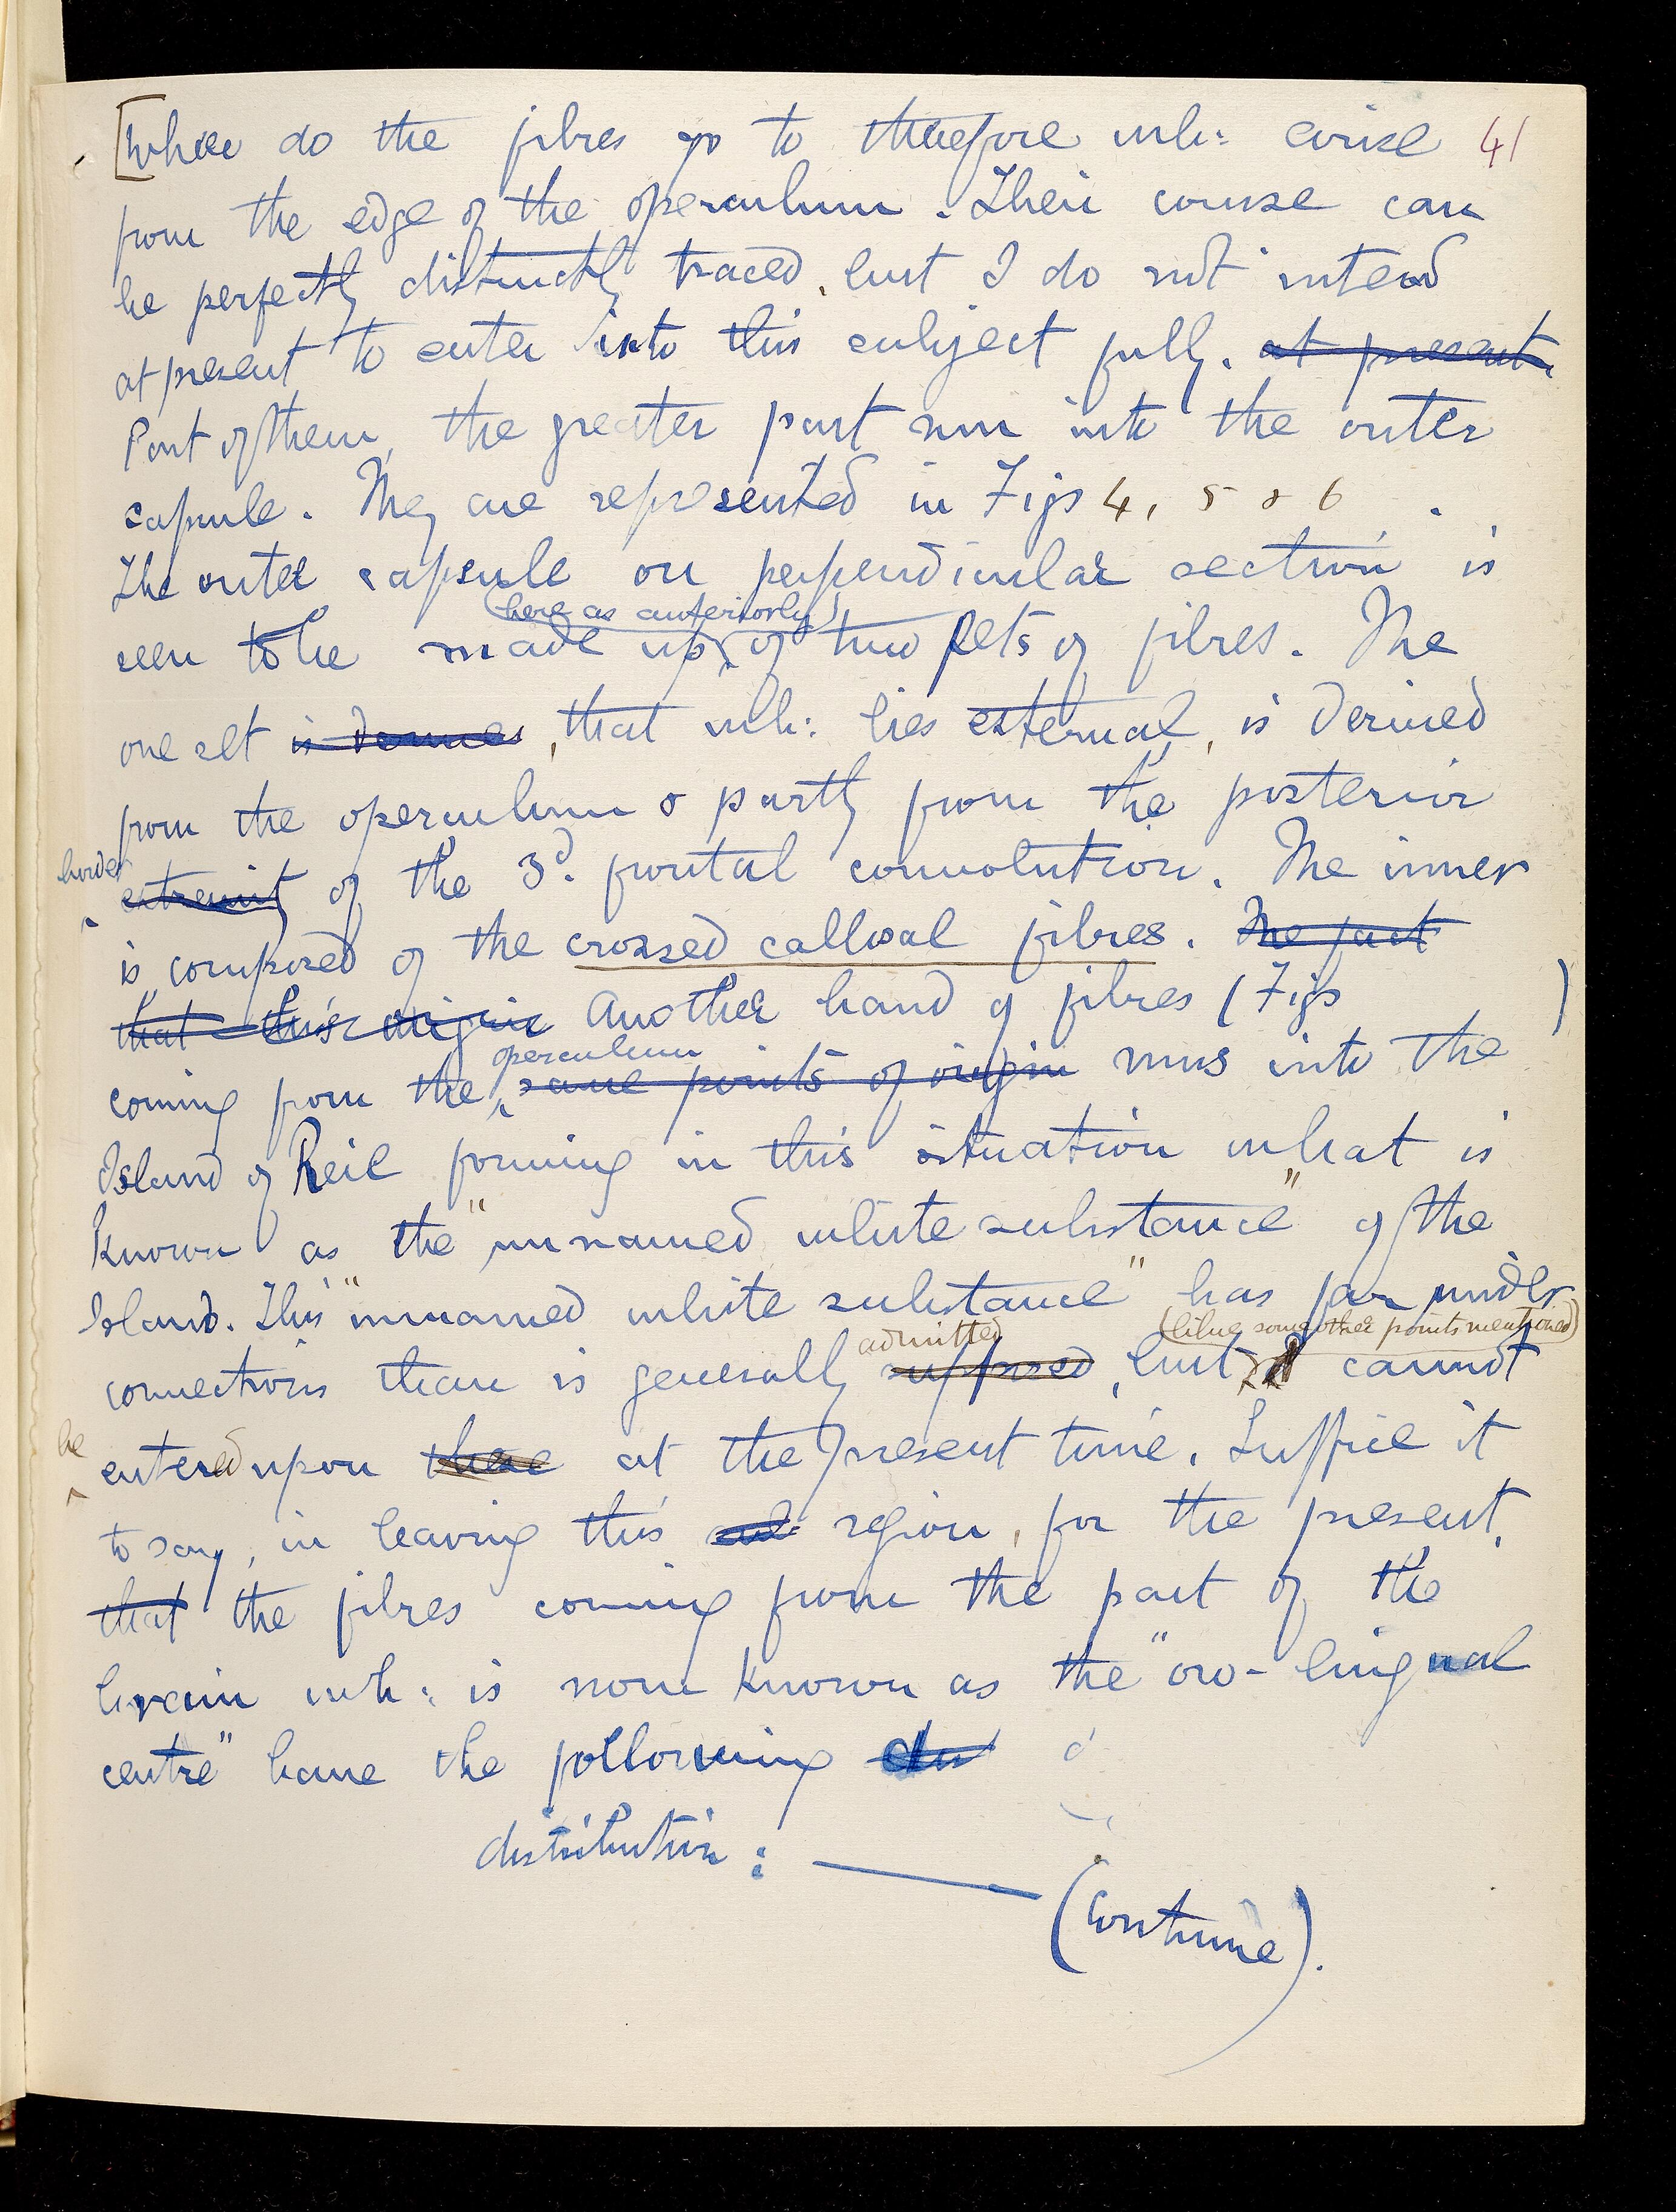 [Where do the fibres go to therefore wh: arise 41
from the edge of the operculum. Their course can
be perfectly distinctly traced, but I do not intend
at present to enter into this subject fully. at present
Part of them, the greater part run into the outer
capsule. They are represented in Figs 4, 5 & 6 .
The outer capsule on perpendicular section is
(here as anteriorly)
seen to be made up of two sets of fibres. The
one set is derived, that wh: lies external, is derived
from the operculum & partly from the posterior
border
extremity of the 3d. frontal convolution. The inner
is composed of the crossed callosal fibres. The fact
that this origin Another band of fibres (Figs )
operculum
coming from the same points of origin runs into the
Island of Reil forming in this situation what is
known as the "unnamed white substance" of the
Island. This "unnamed white substance" has far wider
admitted (like some other points mentioned)
connections than is generally supposed, but cannot
be
entered upon here at the present time. Suffice it
to say, in leaving this region, for the present,
that the fibres coming from the part of the
brain wh: is now known as the "oro-lingual
centre" have the following
distribution: — (continue).